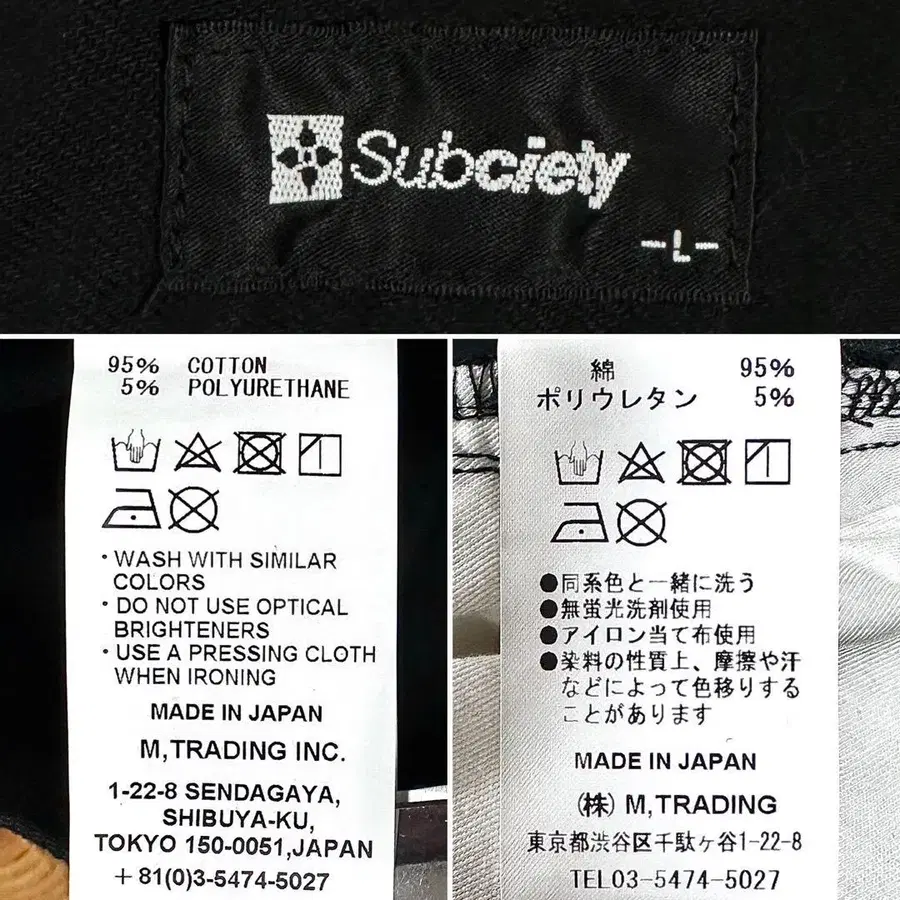 Subciety
-L-
95% COTTON
5% POLYURETHANE
・WASH WITH SIMILAR
COLORS
・DO NOT USE OPTICAL
BRIGHTENERS
・USE A PRESSING CLOTH
WHEN IRONING
MADE IN JAPAN
M,TRADING INC.
1-22-8 SENDAGAYA,
SHIBUYA-KU,
TOKYO 150-0051,JAPAN
+81(0)3-5474-5027
綿 95%
ポリウレタン 5%
●同系色と一緒に洗う
●無蛍光洗剤使用
●アイロン当て布使用
●染料の性質上、摩擦や汗
などによって色移りする
ことがあります
MADE IN JAPAN
㈱ M,TRADING
東京都渋谷区千駄ヶ谷1-22-8
TEL03-5474-5027